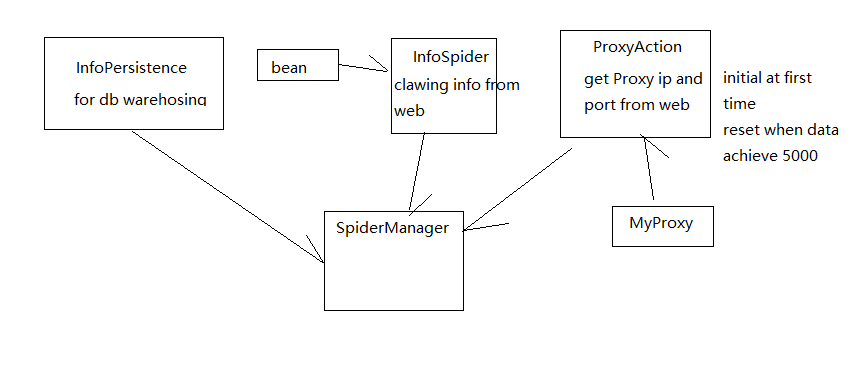 InfoPersistence
for db warehosing
bean
InfoSpider
clawing info from
web
ProxyAction
get Proxy ip and
port from web
initial at first
time
reset when data
achieve 5000
SpiderManager
MyProxy